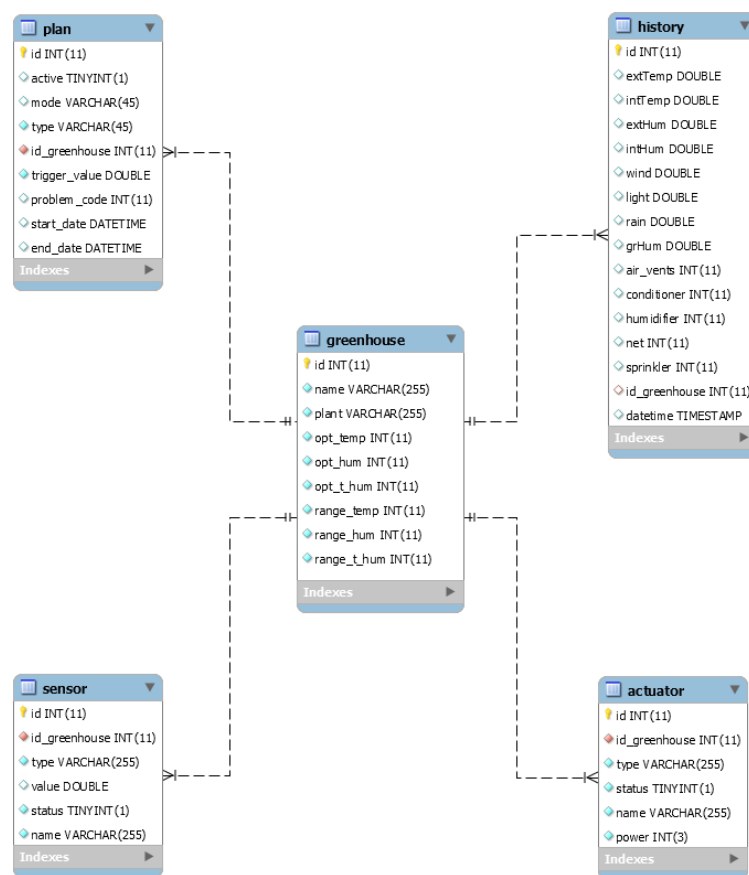 plan
id INT(11)
active TINYINT(1)
mode VARCHAR(45)
type VARCHAR(45)
id_greenhouse INT(11)
trigger_value DOUBLE
problem_code INT(11)
start_date DATETIME
end_date DATETIME
Indexes
history
id INT(11)
extTemp DOUBLE
intTemp DOUBLE
extHum DOUBLE
intHum DOUBLE
wind DOUBLE
light DOUBLE
rain DOUBLE
grHum DOUBLE
air_vents INT(11)
conditioner INT(11)
humidifier INT(11)
net INT(11)
sprinkler INT(11)
id_greenhouse INT(11)
datetime TIMESTAMP
Indexes
greenhouse
id INT(11)
name VARCHAR(255)
plant VARCHAR(255)
opt_temp INT(11)
opt_hum INT(11)
opt_t_hum INT(11)
range_temp INT(11)
range_hum INT(11)
range_t_hum INT(11)
Indexes
sensor
id INT(11)
id_greenhouse INT(11)
type VARCHAR(255)
value DOUBLE
status TINYINT(1)
name VARCHAR(255)
Indexes
actuator
id INT(11)
id_greenhouse INT(11)
type VARCHAR(255)
status TINYINT(1)
name VARCHAR(255)
power INT(3)
Indexes